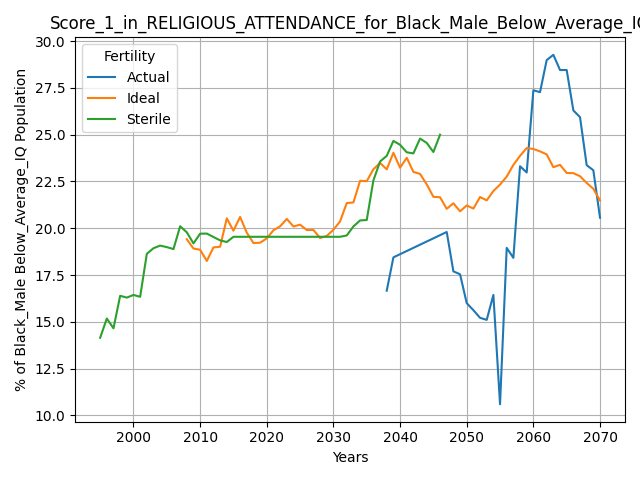 Score_1_in_RELIGIOUS_ATTENDANCE_for_Black_Male_Below_Average_IQ
30.0
27.5
25.0
22.5
20.0
17.5
15.0
12.5
10.0
% of Black_Male Below_Average_IQ Population
Fertility
Actual
Ideal
Sterile
2000
2010
2020
2030
2040
2050
2060
2070
Years